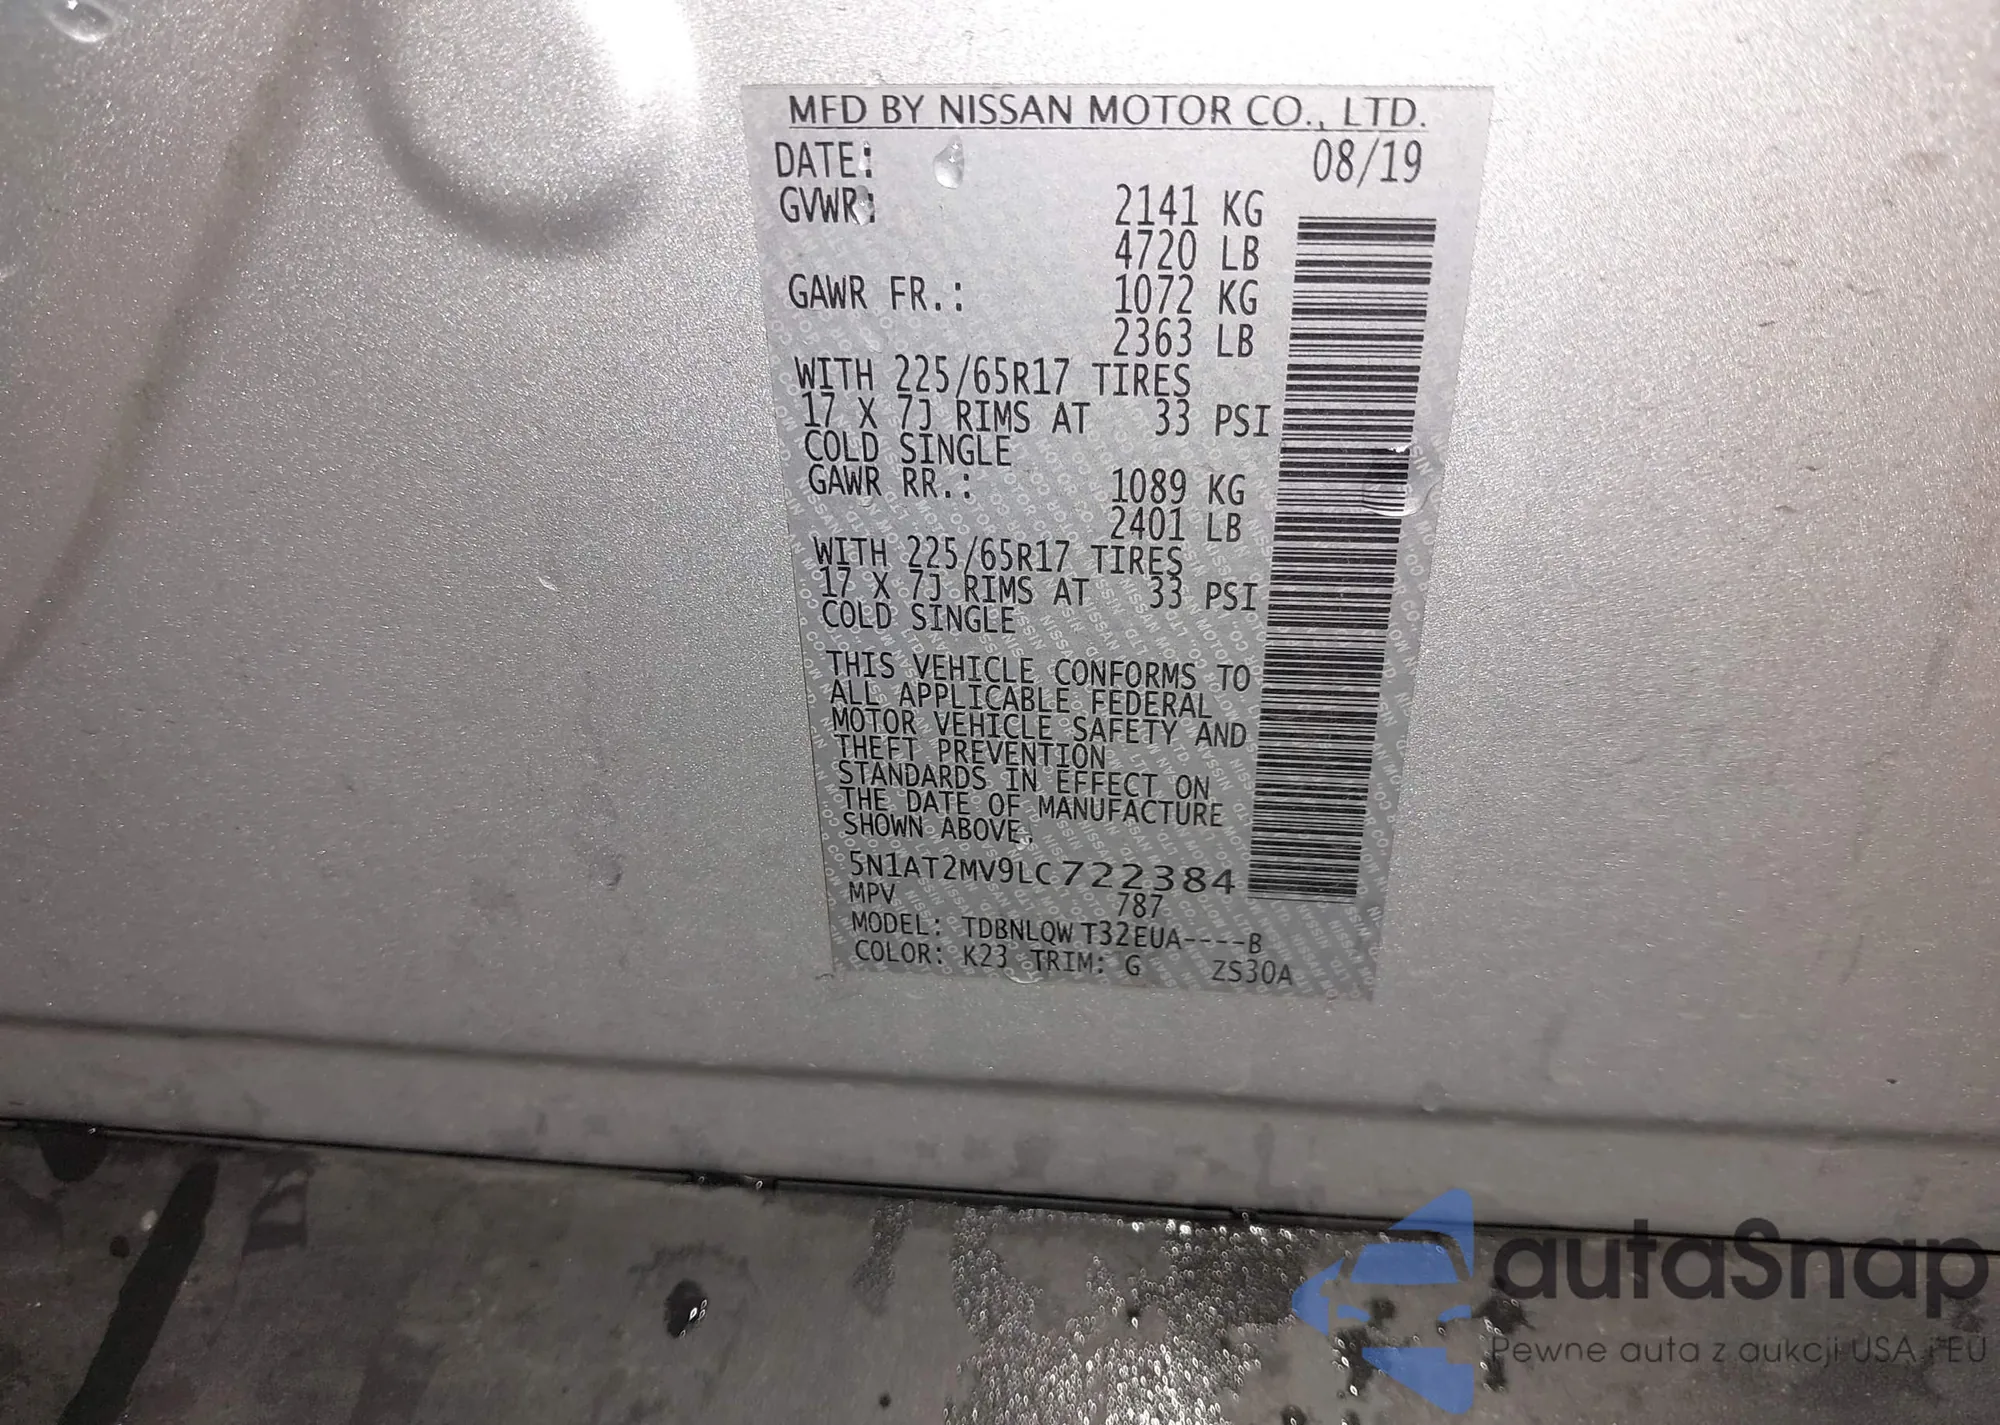 MFD BY NISSAN MOTOR CO., LTD.
DATE: 08/19
GVWR: 2141 KG
4720 LB
GAWR FR.: 1072 KG
2363 LB
WITH 225/65R17 TIRES
17 X 7J RIMS AT 33 PSI
COLD SINGLE
GAWR RR.: 1089 KG
2401 LB
WITH 225/65R17 TIRES
17 X 7J RIMS AT 33 PSI
COLD SINGLE
THIS VEHICLE CONFORMS TO
ALL APPLICABLE FEDERAL
MOTOR VEHICLE SAFETY AND
THEFT PREVENTION
STANDARDS IN EFFECT ON
THE DATE OF MANUFACTURE
SHOWN ABOVE.
5N1AT2MV9LC722384
MPV 787
MODEL: TDBNLQW T32EUA----B
COLOR: K23 TRIM: G ZS30A
autaSnap
Pewne auta z aukcji USA i EU